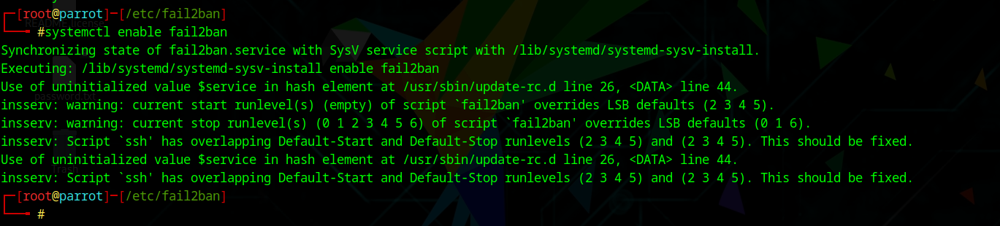 ┌─[root@parrot]─[/etc/fail2ban]
README.license
└──╼ #systemctl enable fail2ban
Synchronizing state of fail2ban.service with SysV service script with /lib/systemd/systemd-sysv-install.
Executing: /lib/systemd/systemd-sysv-install enable fail2ban
Use of uninitialized value $service in hash element at /usr/sbin/update-rc.d line 26, <DATA> line 44.
password.txt
insserv: warning: current start runlevel(s) (empty) of script `fail2ban' overrides LSB defaults (2 3 4 5).
insserv: warning: current stop runlevel(s) (0 1 2 3 4 5 6) of script `fail2ban' overrides LSB defaults (0 1 6).
insserv: Script `ssh' has overlapping Default-Start and Default-Stop runlevels (2 3 4 5) and (2 3 4 5). This should be fixed.
Use of uninitialized value $service in hash element at /usr/sbin/update-rc.d line 26, <DATA> line 44.
Trash
insserv: Script `ssh' has overlapping Default-Start and Default-Stop runlevels (2 3 4 5) and (2 3 4 5). This should be fixed.
┌─[root@parrot]─[/etc/fail2ban]
└──╼ #